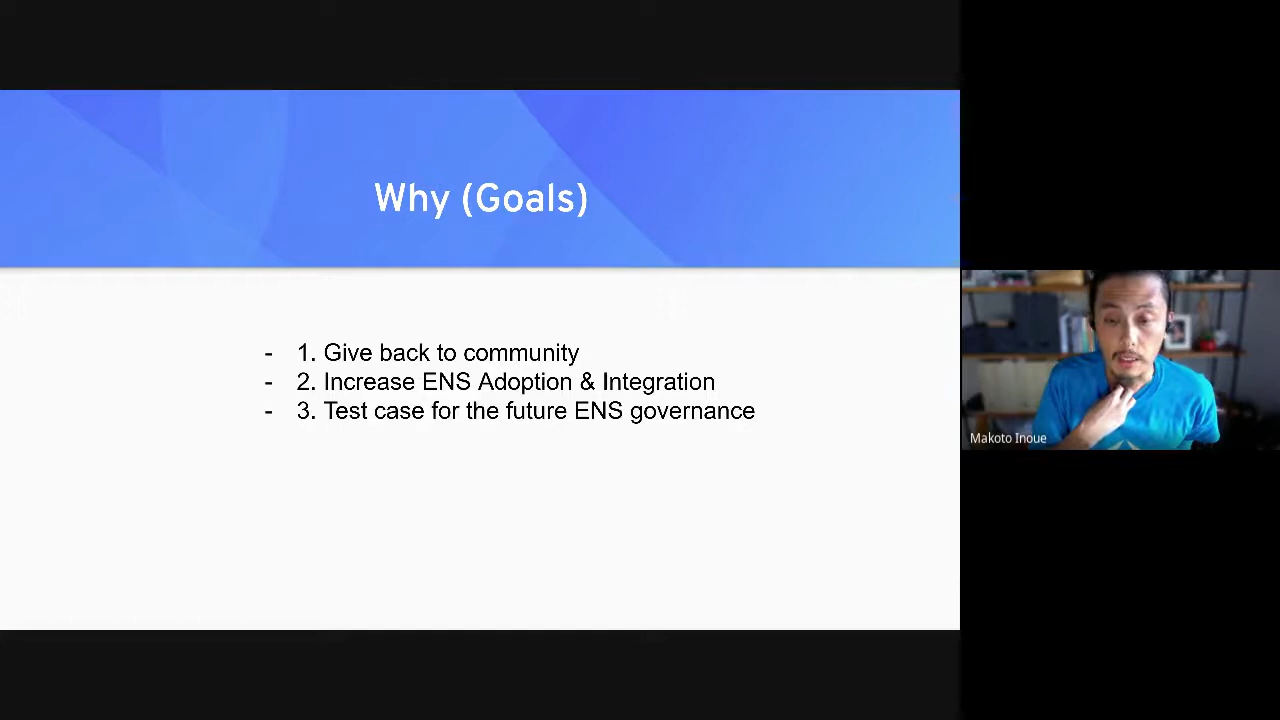 Why (Goals)
- 1. Give back to community
- 2. Increase ENS Adoption & Integration
- 3. Test case for the future ENS governance
Makoto Inoue